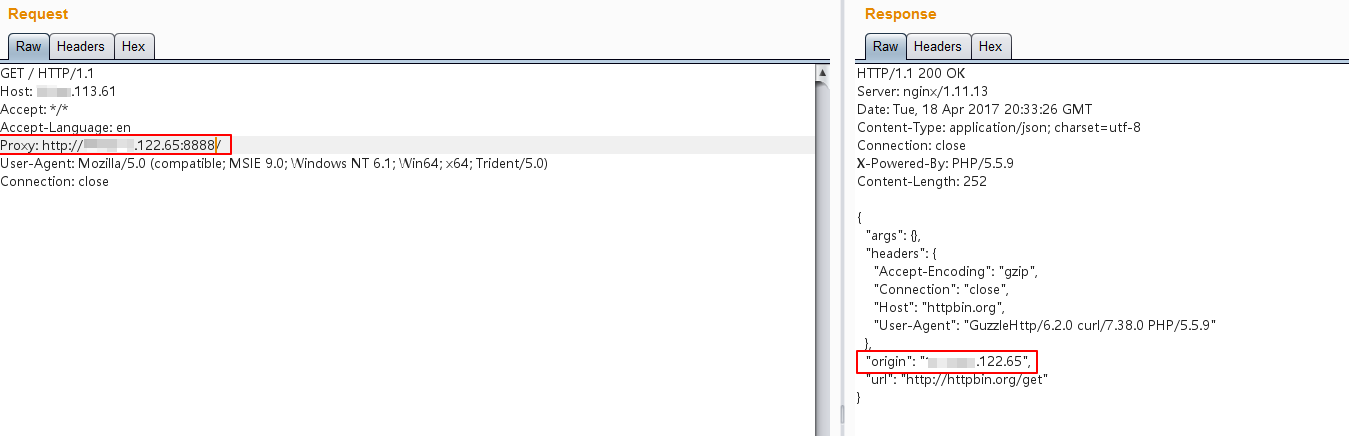 Request
Raw Headers Hex
GET / HTTP/1.1
Host: .113.61
Accept: */*
Accept-Language: en
Proxy: http:// .122.65:8888/
User-Agent: Mozilla/5.0 (compatible; MSIE 9.0; Windows NT 6.1; Win64; x64; Trident/5.0)
Connection: close
Response
Raw Headers Hex
HTTP/1.1 200 OK
Server: nginx/1.11.13
Date: Tue, 18 Apr 2017 20:33:26 GMT
Content-Type: application/json; charset=utf-8
Connection: close
X-Powered-By: PHP/5.5.9
Content-Length: 252
{
"args": {},
"headers": {
"Accept-Encoding": "gzip",
"Connection": "close",
"Host": "httpbin.org",
"User-Agent": "GuzzleHttp/6.2.0 curl/7.38.0 PHP/5.5.9"
},
"origin": " .122.65",
"url": "http://httpbin.org/get"
}